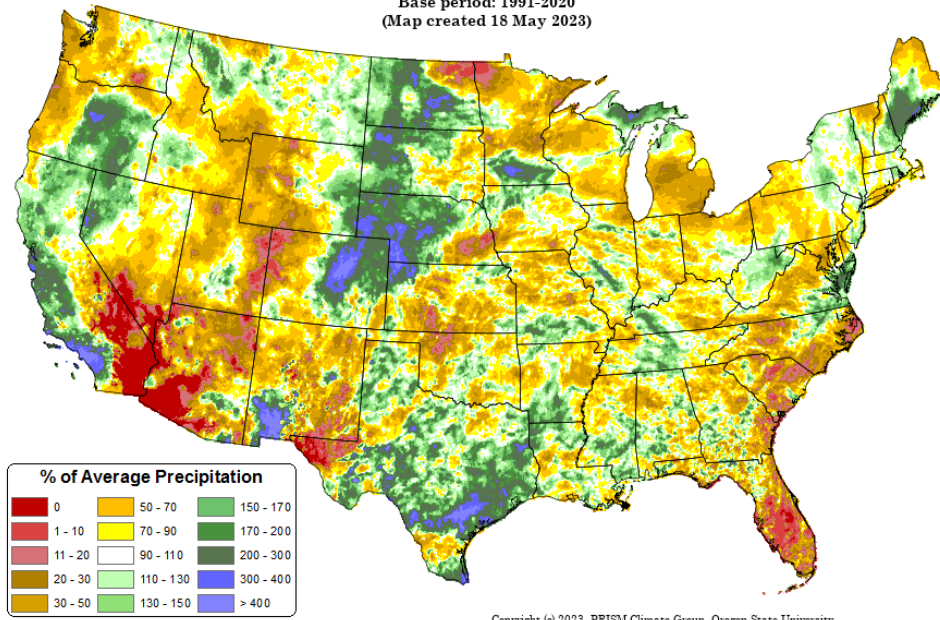 Base period: 1991-2020
(Map created 18 May 2023)
% of Average Precipitation
0
50 - 70
150 - 170
1 - 10
70 - 90
170 - 200
11 - 20
90 - 110
200 - 300
20 - 30
110 - 130
300 - 400
30 - 50
130 - 150
> 400
Copyright (c) 2023, PRISM Climate Group, Oregon State University